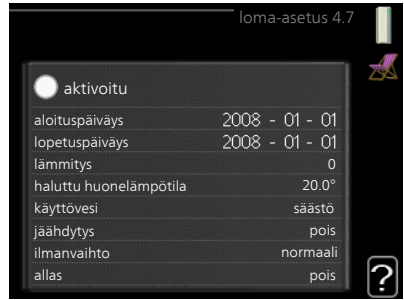 loma-asetus 4.7
aktivoitu
aloituspäiväys 2008 - 01 - 01
lopetuspäiväys 2008 - 01 - 01
lämmitys 0
haluttu huonelämpötila 20.0°
käyttövesi säästö
jäähdytys pois
ilmanvaihto normaali
allas pois
?